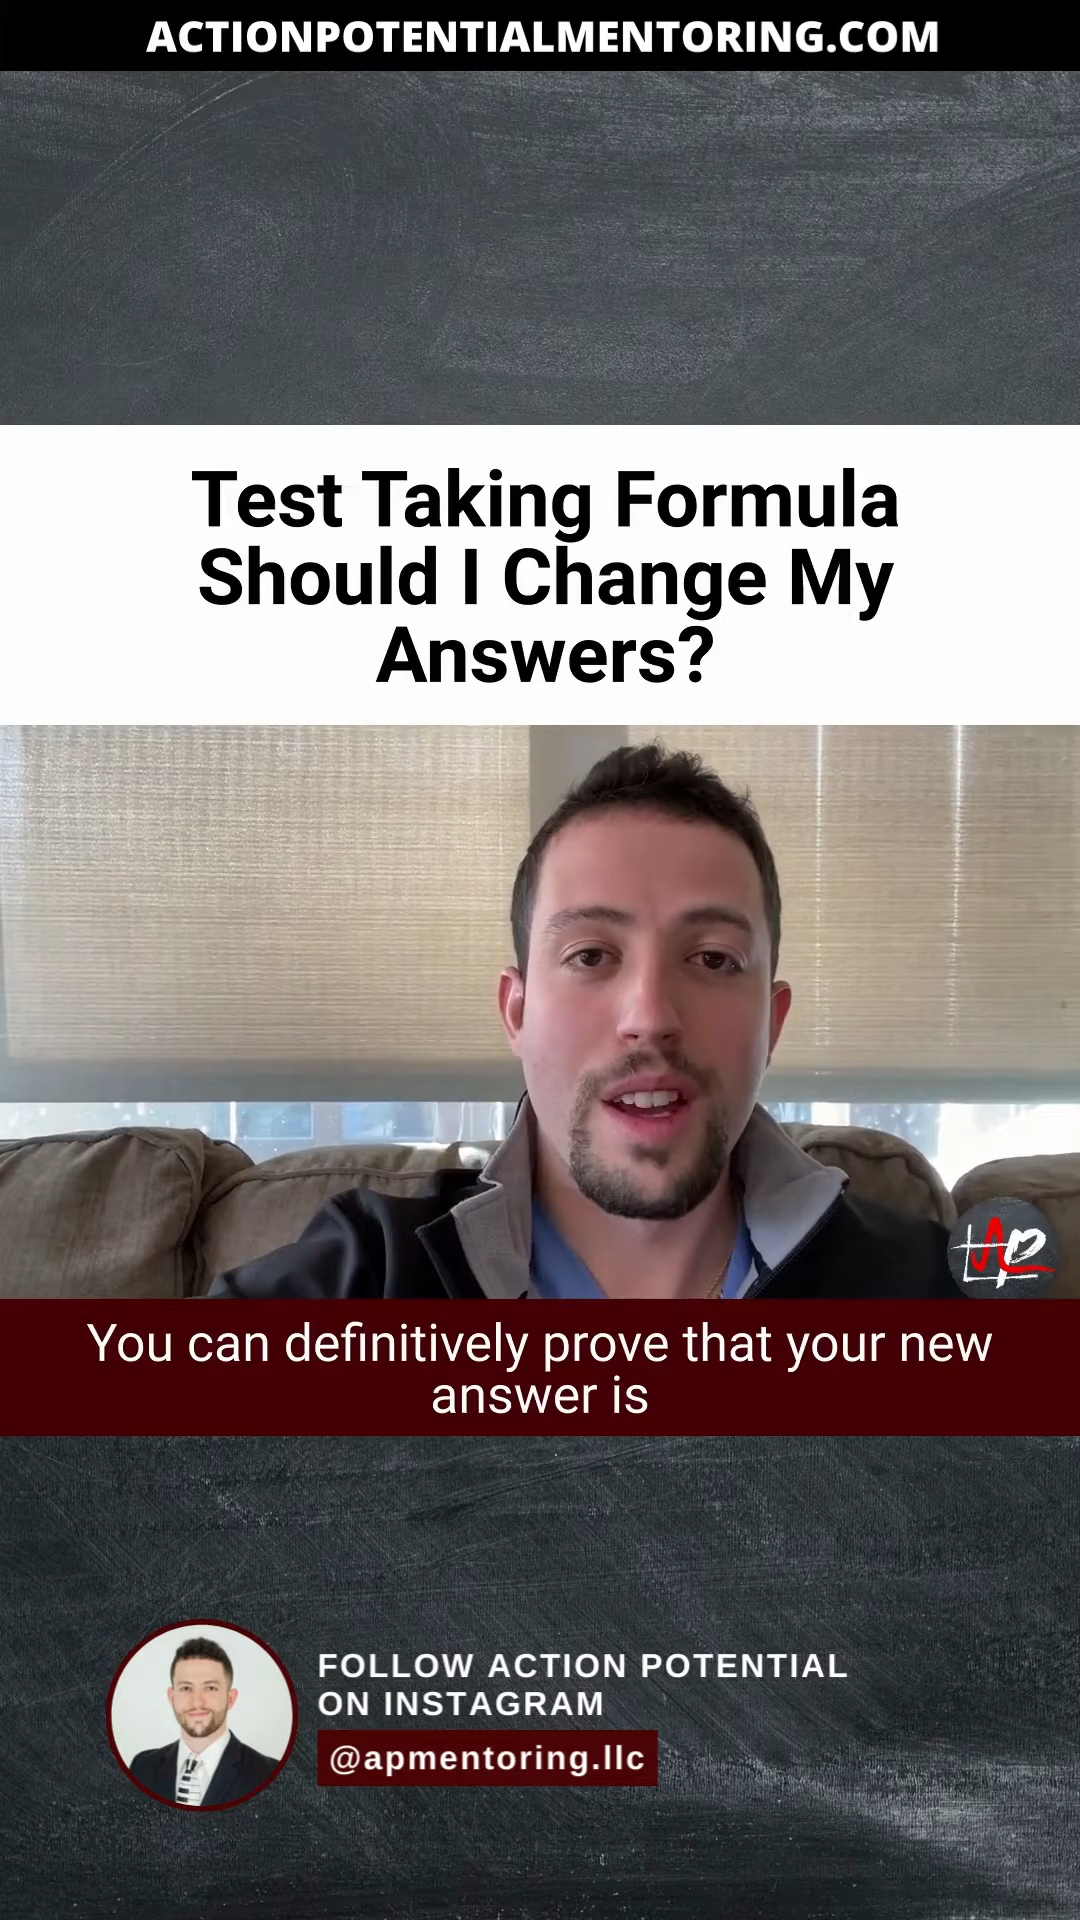 ACTIONPOTENTIALMENTORING.COM
Test Taking Formula
Should I Change My
Answers?
AP
You can definitively prove that your new
answer is
FOLLOW ACTION POTENTIAL
ON INSTAGRAM
@apmentoring.llc